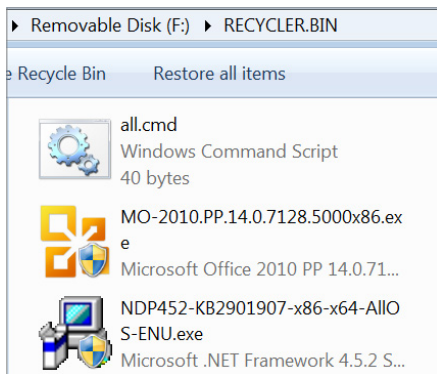 Removable Disk (F:) RECYCLER.BIN
e Recycle Bin Restore all items
all.cmd
Windows Command Script
40 bytes
MO-2010.PP.14.0.7128.5000x86.ex
e
Microsoft Office 2010 PP 14.0.71...
NDP452-KB2901907-x86-x64-AllO
S-ENU.exe
Microsoft .NET Framework 4.5.2 S...